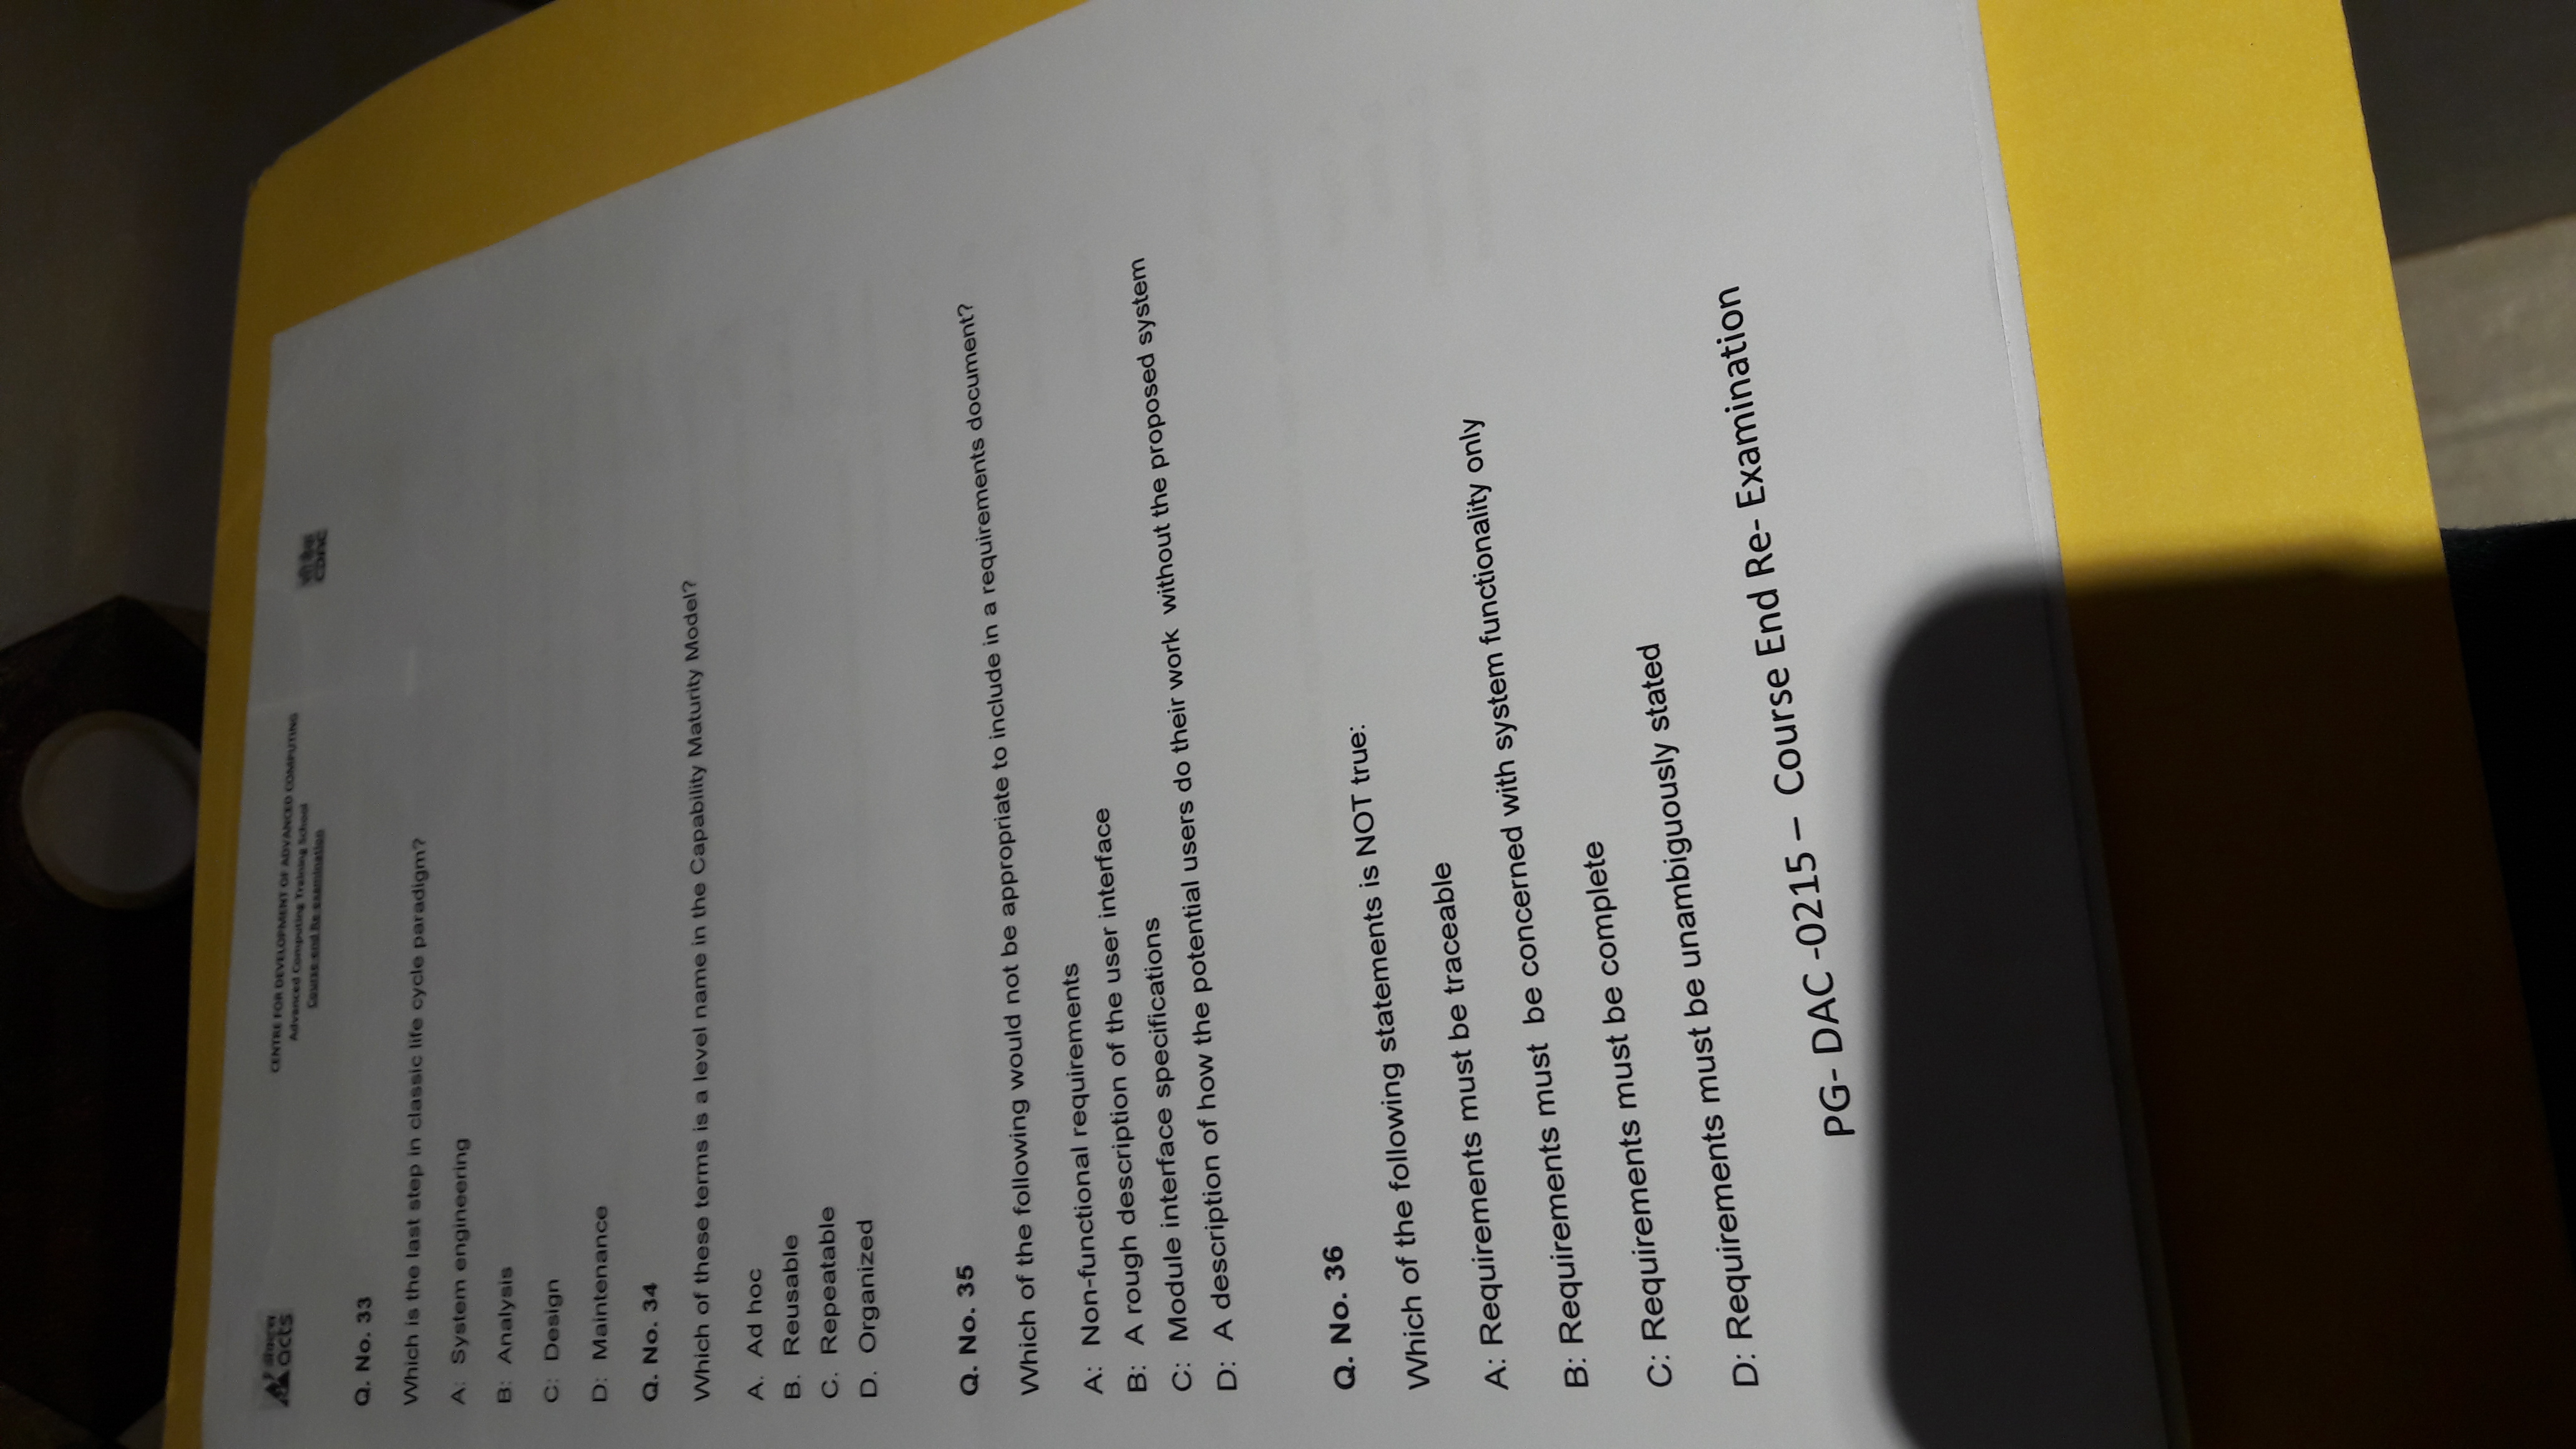 acts
CENTRE FOR DEVELOPMENT OF ADVANCED COMPUTING
Advanced Computing Training School
Course end Re-examination
सी डैक
CDAC
Q. No. 33
Which is the last step in classic life cycle paradigm?
A: System engineering
B: Analysis
C: Design
D: Maintenance
Q. No. 34
Which of these terms is a level name in the Capability Maturity Model?
A. Ad hoc
B. Reusable
C. Repeatable
D. Organized
Q. No. 35
Which of the following would not be appropriate to include in a requirements document?
A: Non-functional requirements
B: A rough description of the user interface
C: Module interface specifications
D: A description of how the potential users do their work without the proposed system
Q. No. 36
Which of the following statements is NOT true:
A: Requirements must be traceable
B: Requirements must be concerned with system functionality only
C: Requirements must be complete
D: Requirements must be unambiguously stated
PG- DAC -0215 – Course End Re- Examination